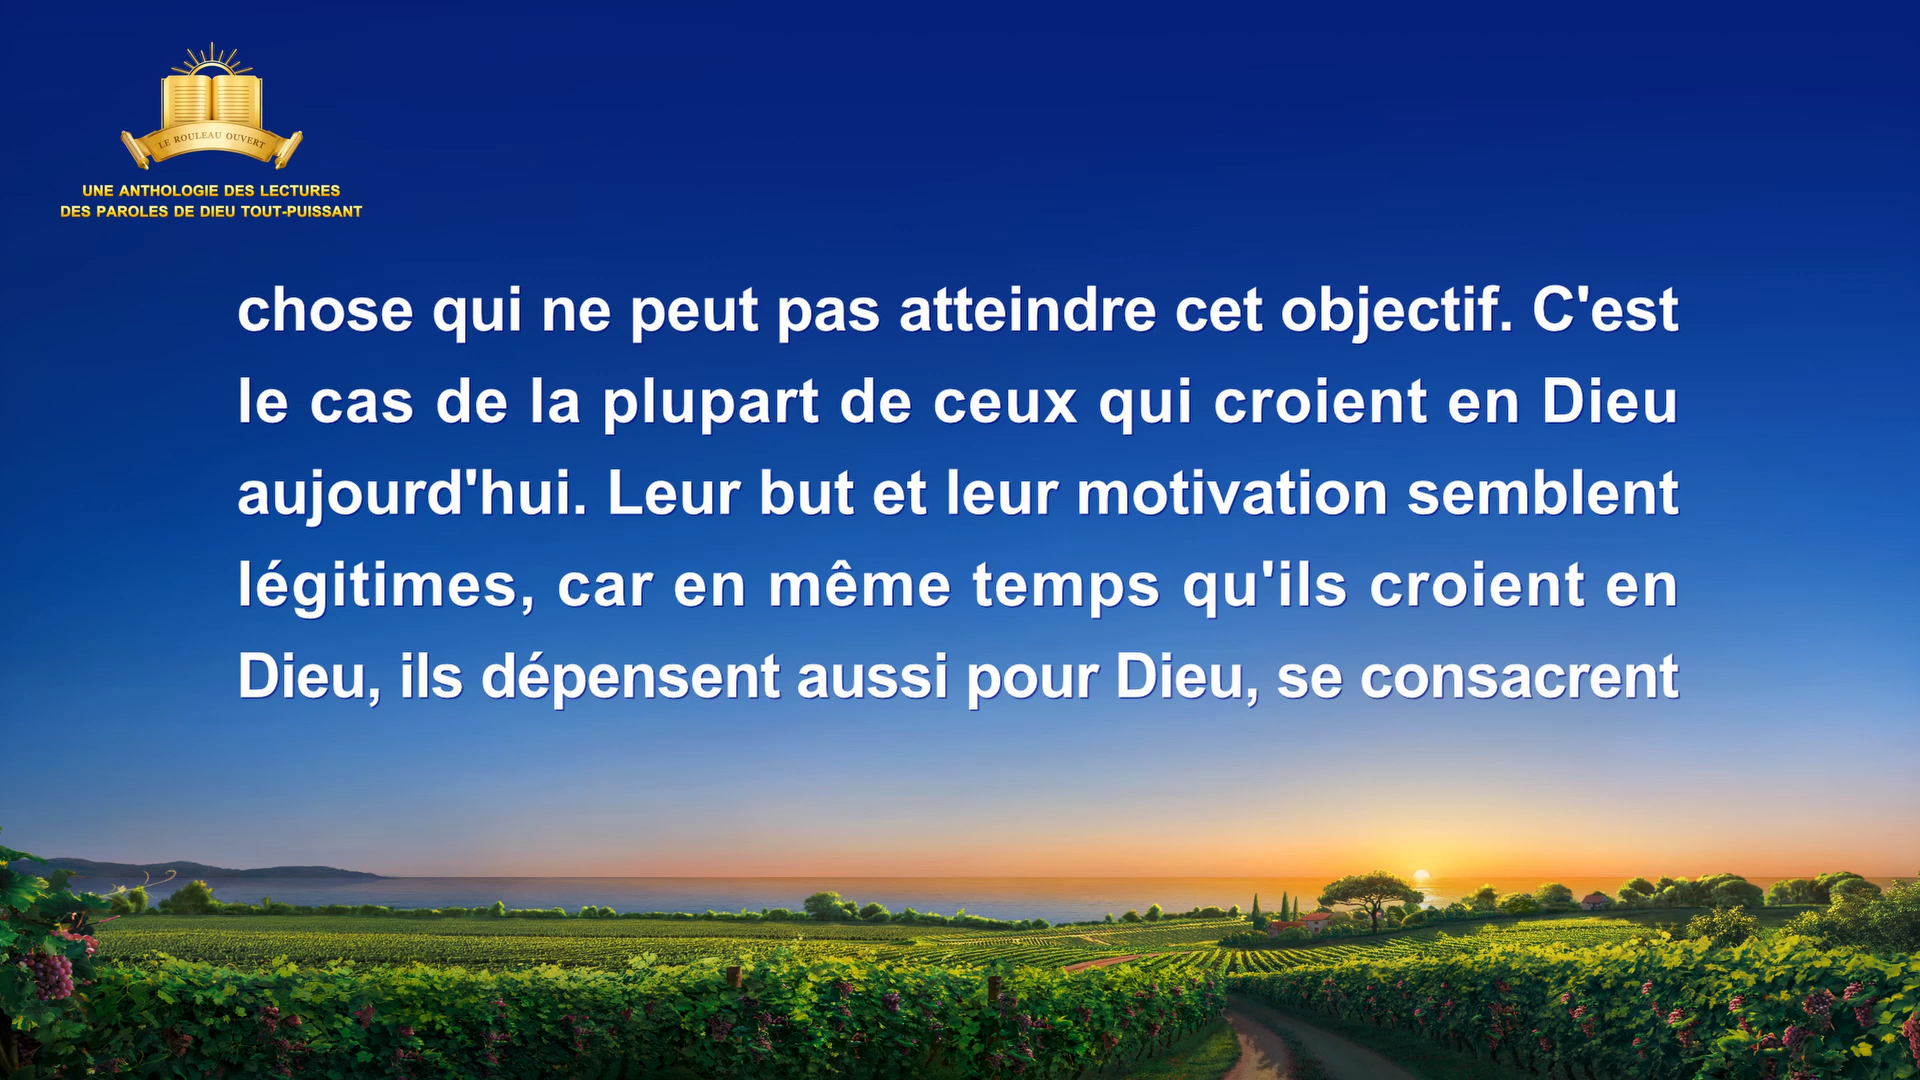 LE ROULEAU OUVERT
UNE ANTHOLOGIE DES LECTURES
DES PAROLES DE DIEU TOUT-PUISSANT
chose qui ne peut pas atteindre cet objectif. C'est
le cas de la plupart de ceux qui croient en Dieu
aujourd'hui. Leur but et leur motivation semblent
légitimes, car en même temps qu'ils croient en
Dieu, ils dépensent aussi pour Dieu, se consacrent